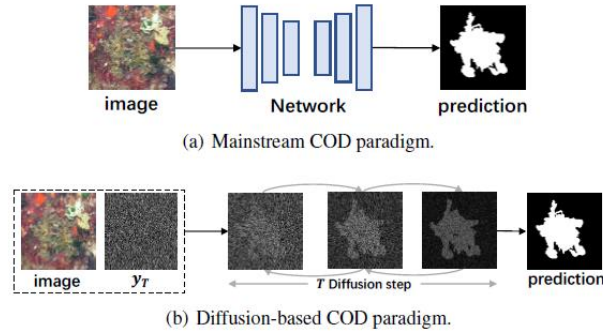 image
Network
prediction
(a) Mainstream COD paradigm.
image
y_T
T Diffusion step
prediction
(b) Diffusion-based COD paradigm.